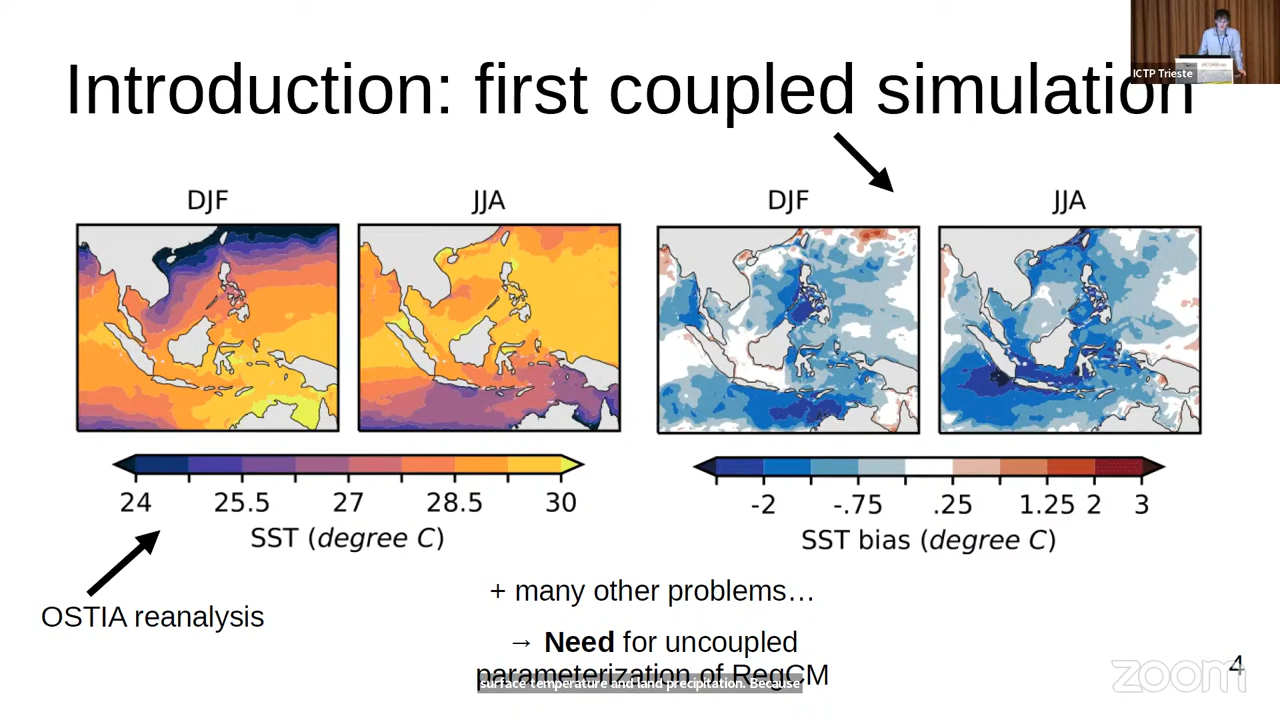 ICTP Trieste
Introduction: first coupled simulation
DJF
JJA
DJF
JJA
24 25.5 27 28.5 30
SST (degree C)
-2 -.75 .25 1.25 2 3
SST bias (degree C)
OSTIA reanalysis
+ many other problems…
→ Need for uncoupled
parameterization of RegCM
surface temperature and land precipitation. Because
4
zoom